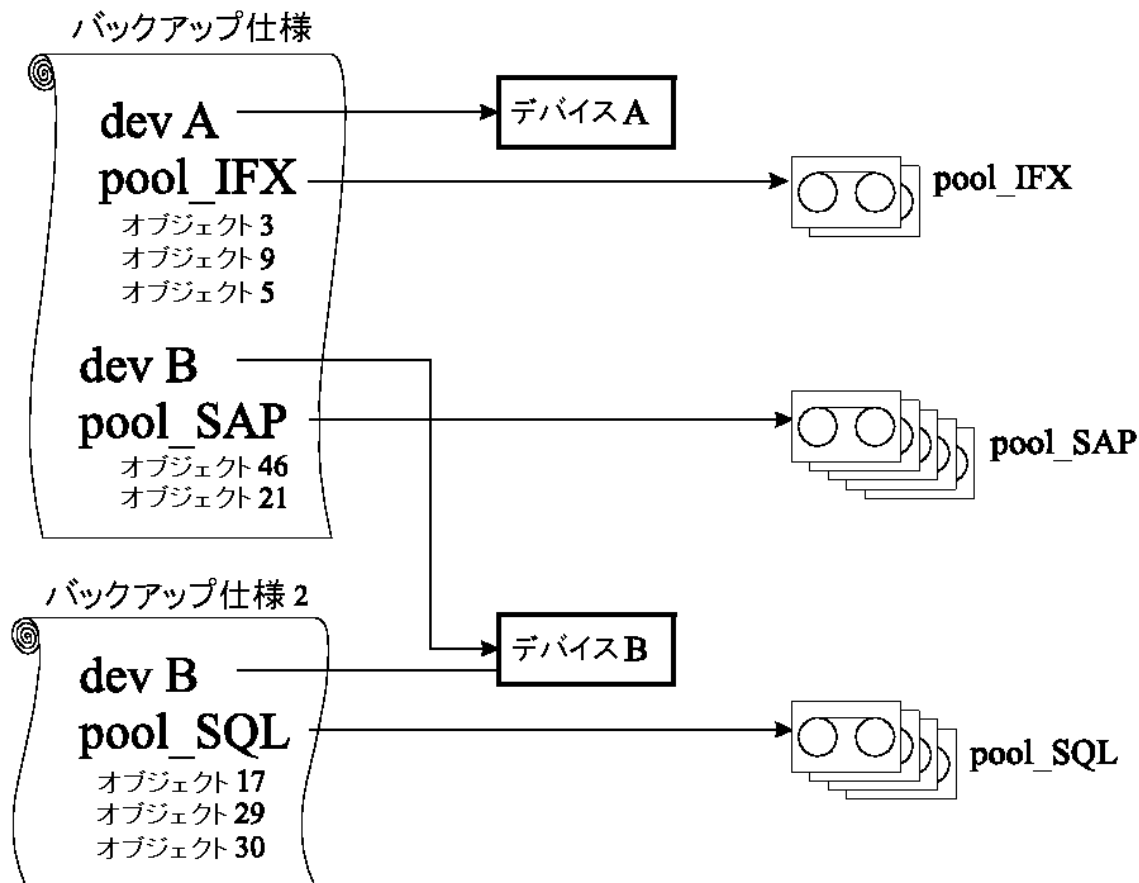 バックアップ仕様
dev A
デバイス A
pool_IFX
pool_IFX
オブジェクト 3
オブジェクト 9
オブジェクト 5
dev B
pool_SAP
pool_SAP
オブジェクト 46
オブジェクト 21
バックアップ仕様 2
デバイス B
dev B
pool_SQL
pool_SQL
オブジェクト 17
オブジェクト 29
オブジェクト 30